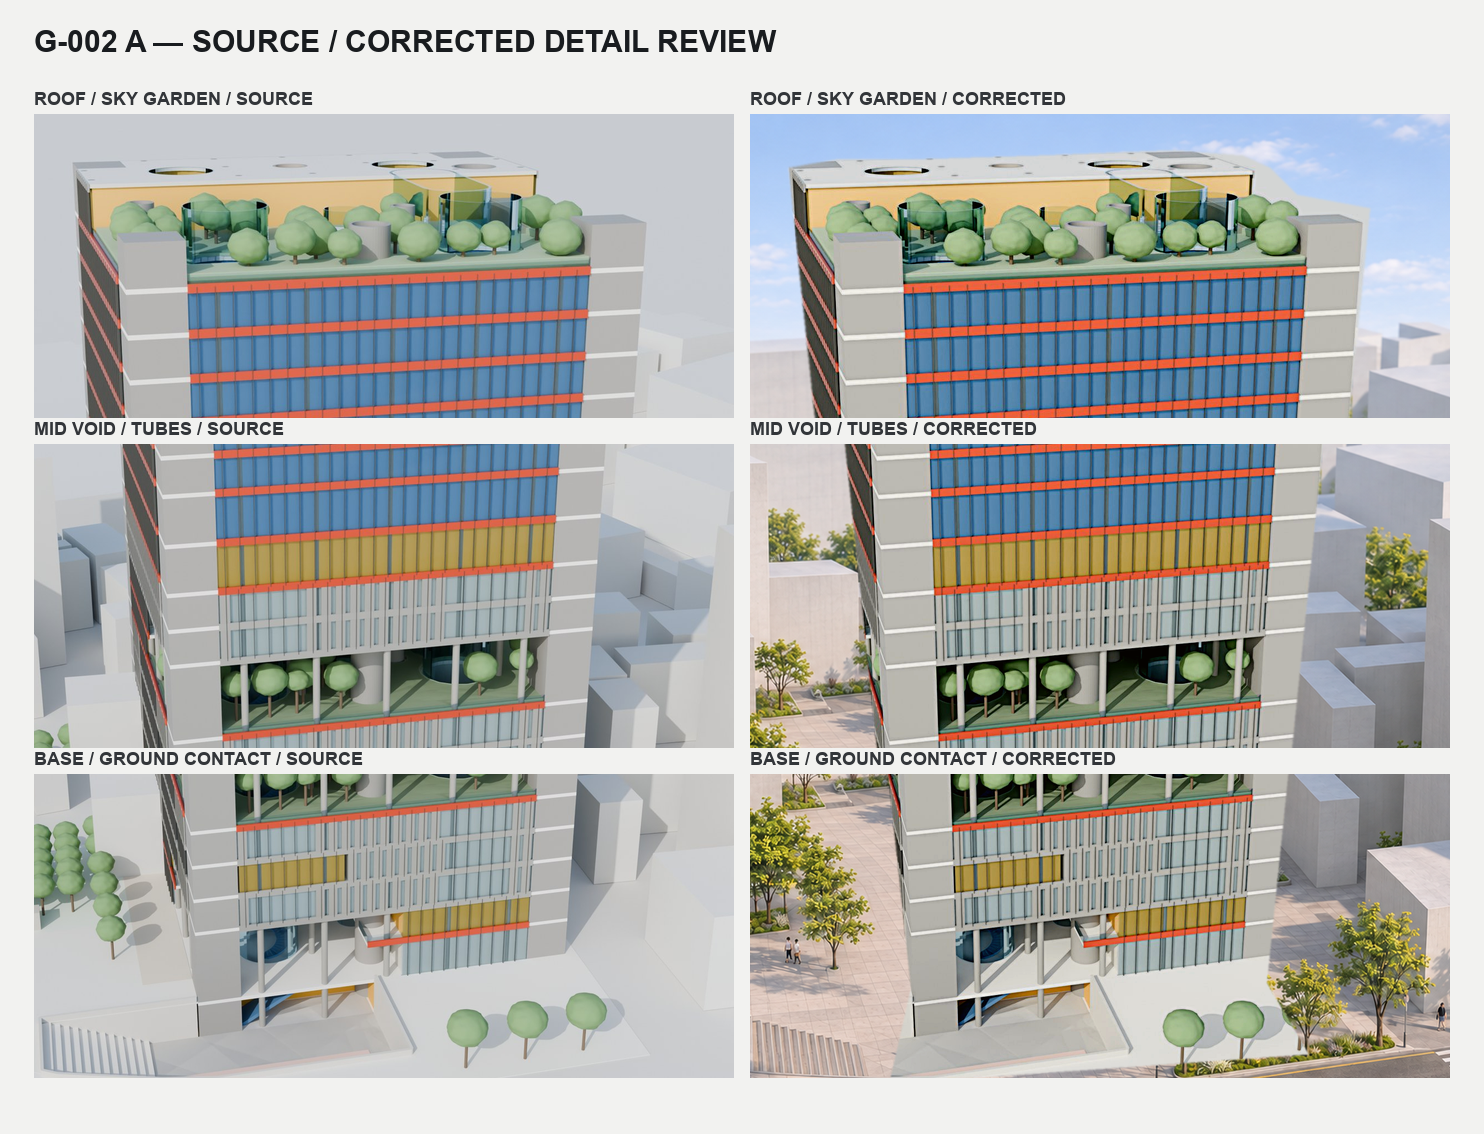 G-002 A — SOURCE / CORRECTED DETAIL REVIEW
ROOF / SKY GARDEN / SOURCE
ROOF / SKY GARDEN / CORRECTED
MID VOID / TUBES / SOURCE
MID VOID / TUBES / CORRECTED
BASE / GROUND CONTACT / SOURCE
BASE / GROUND CONTACT / CORRECTED